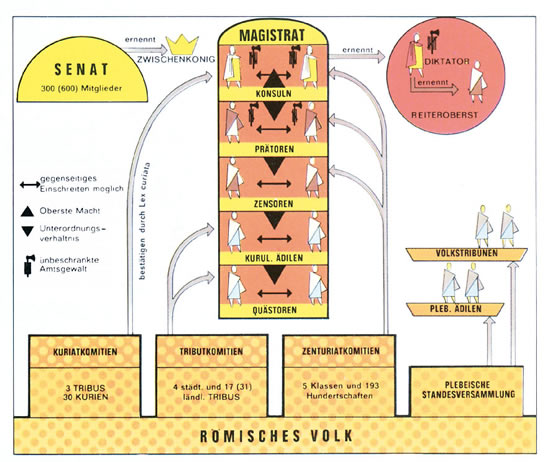 ernennt
ZWISCHENKÖNIG
SENAT
300 (600) Mitglieder
MAGISTRAT
KONSULN
PRÄTOREN
ZENSOREN
KURUL. ÄDILEN
QUÄSTOREN
ernennt
DIKTATOR
ernennt
REITEROBERST
gegenseitiges
Einschreiten möglich
Oberste Macht
Unterordnungs-
verhältnis
unbeschränkte
Amtsgewalt
bestätigen durch Lex curiata
VOLKSTRIBUNEN
PLEB. ÄDILEN
KURIATKOMITIEN
3 TRIBUS
30 KURIEN
TRIBUTKOMITIEN
4 städt. und 17 (31)
ländl. TRIBUS
ZENTURIATKOMITIEN
5 Klassen und 193
Hundertschaften
PLEBEISCHE
STANDESVERSAMMLUNG
RÖMISCHES VOLK